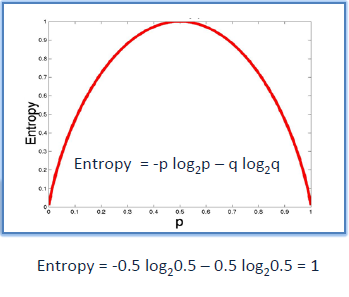 1
0.9
0.8
0.7
0.6
0.5
0.4
0.3
0.2
0.1
0
Entropy
Entropy = -p log₂p – q log₂q
0 0.1 0.2 0.3 0.4 0.5 0.6 0.7 0.8 0.9 1
p
Entropy = -0.5 log₂0.5 – 0.5 log₂0.5 = 1